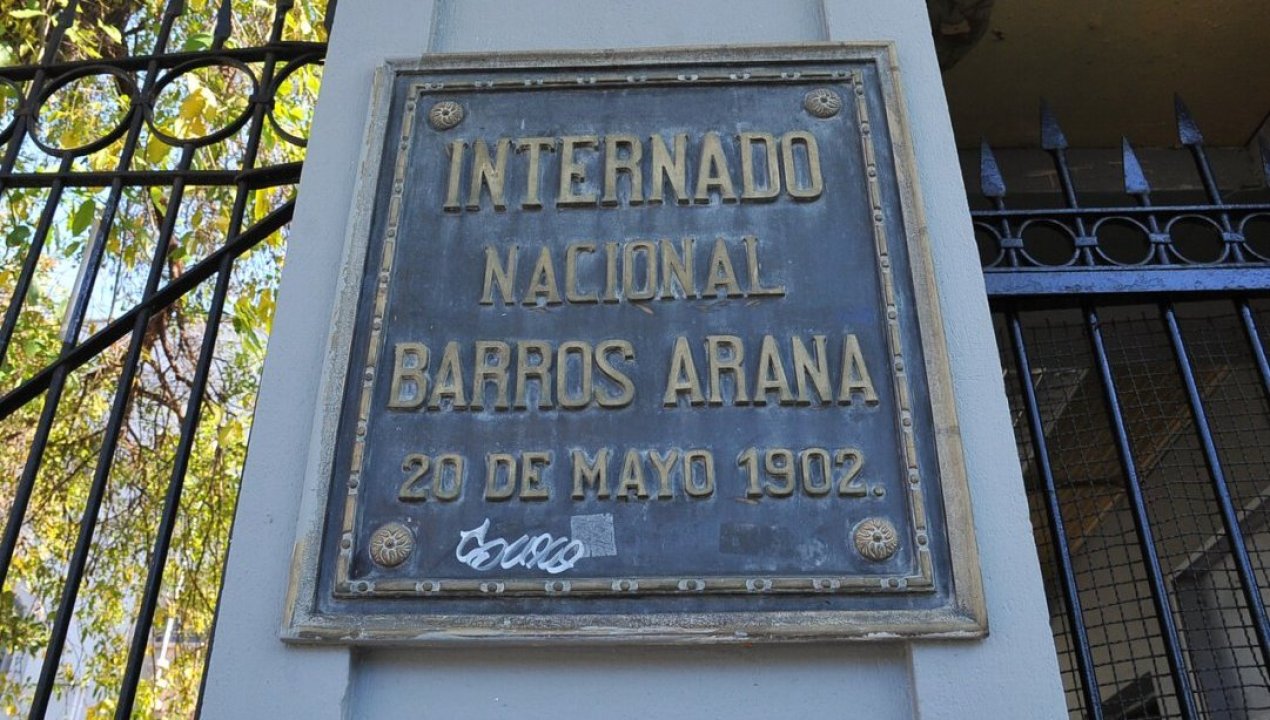 INTERNADO
NACIONAL
BARROS ARANA
20 DE MAYO 1902.